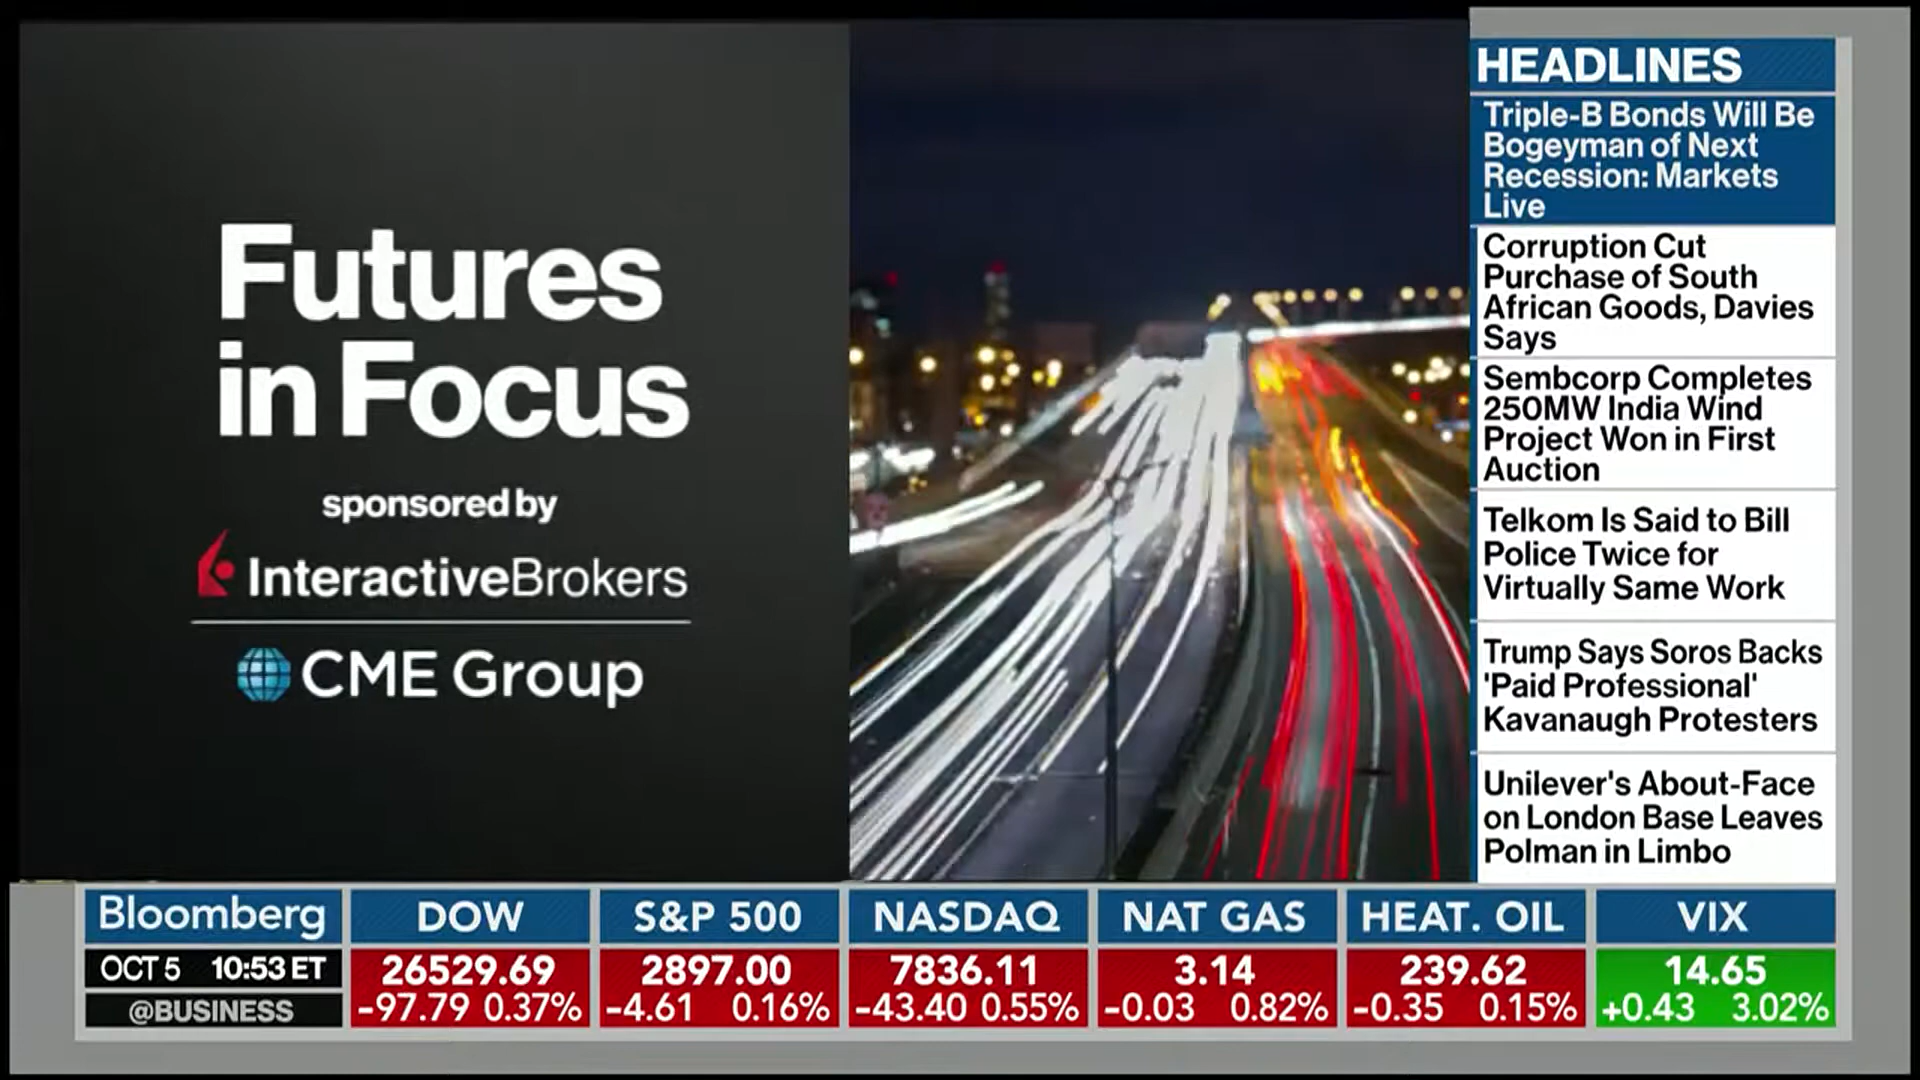 Futures
in Focus
sponsored by
InteractiveBrokers
CME Group
HEADLINES
Triple-B Bonds Will Be
Bogeyman of Next
Recession: Markets
Live
Corruption Cut
Purchase of South
African Goods, Davies
Says
Sembcorp Completes
250MW India Wind
Project Won in First
Auction
Telkom Is Said to Bill
Police Twice for
Virtually Same Work
Trump Says Soros Backs
'Paid Professional'
Kavanaugh Protesters
Unilever's About-Face
on London Base Leaves
Polman in Limbo
Bloomberg
OCT 5 10:53 ET
@BUSINESS
DOW
26529.69
-97.79 0.37%
S&P 500
2897.00
-4.61 0.16%
NASDAQ
7836.11
-43.40 0.55%
NAT GAS
3.14
-0.03 0.82%
HEAT. OIL
239.62
-0.35 0.15%
VIX
14.65
+0.43 3.02%